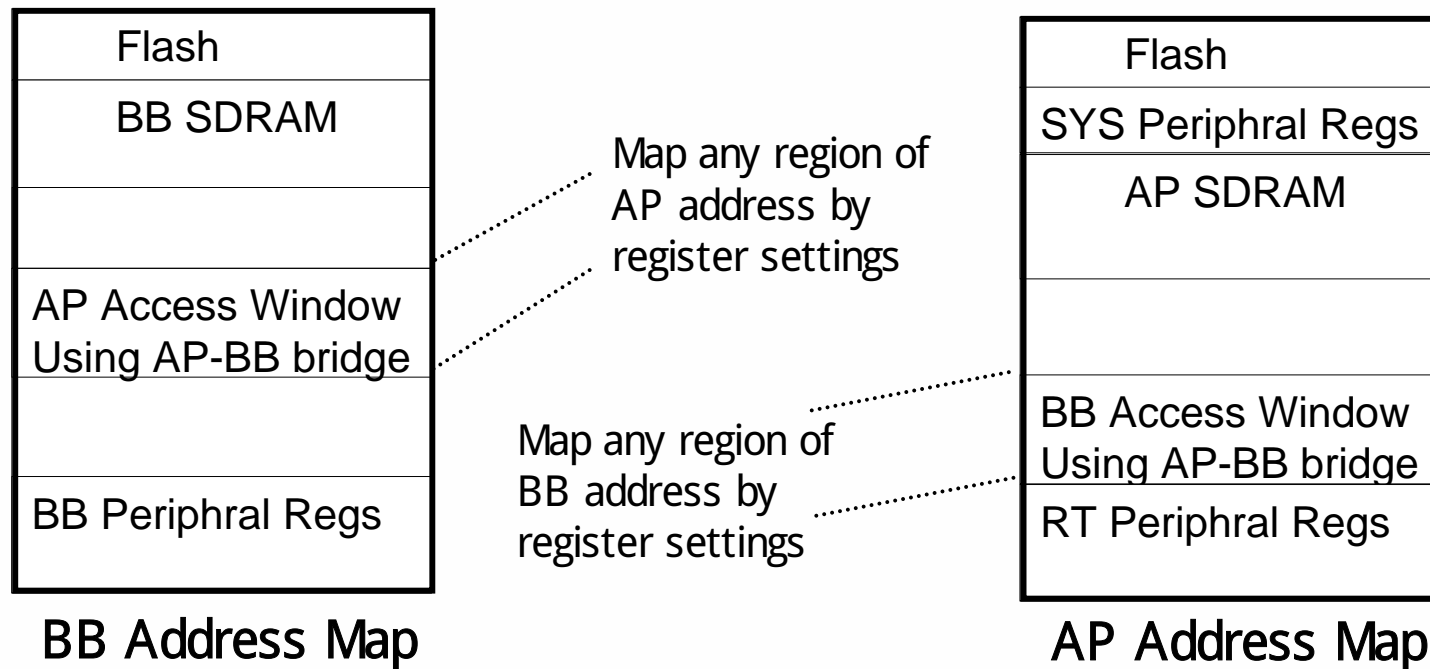 Flash
BB SDRAM
AP Access Window
Using AP-BB bridge
BB Periphral Regs
BB Address Map
Map any region of
AP address by
register settings
Map any region of
BB address by
register settings
Flash
SYS Periphral Regs
AP SDRAM
BB Access Window
Using AP-BB bridge
RT Periphral Regs
AP Address Map